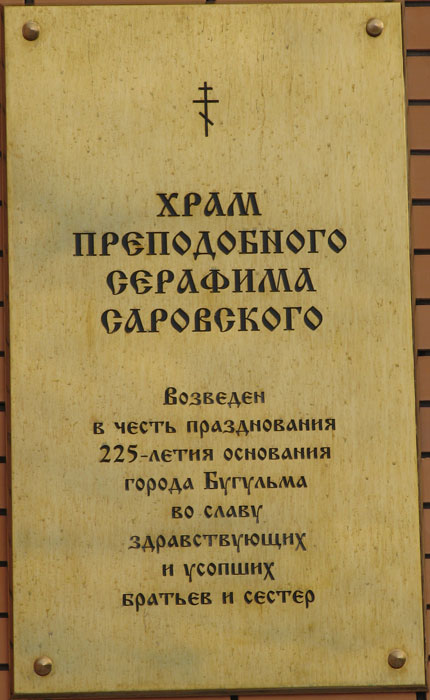 ХРАМ
ПРЕПОДОБНОГО
СЕРАФИМА
САРОВСКОГО
Возведен
в честь празднования
225-летия основания
города Бугульма
во славу
здравствующих
и усопших
братьев и сестер